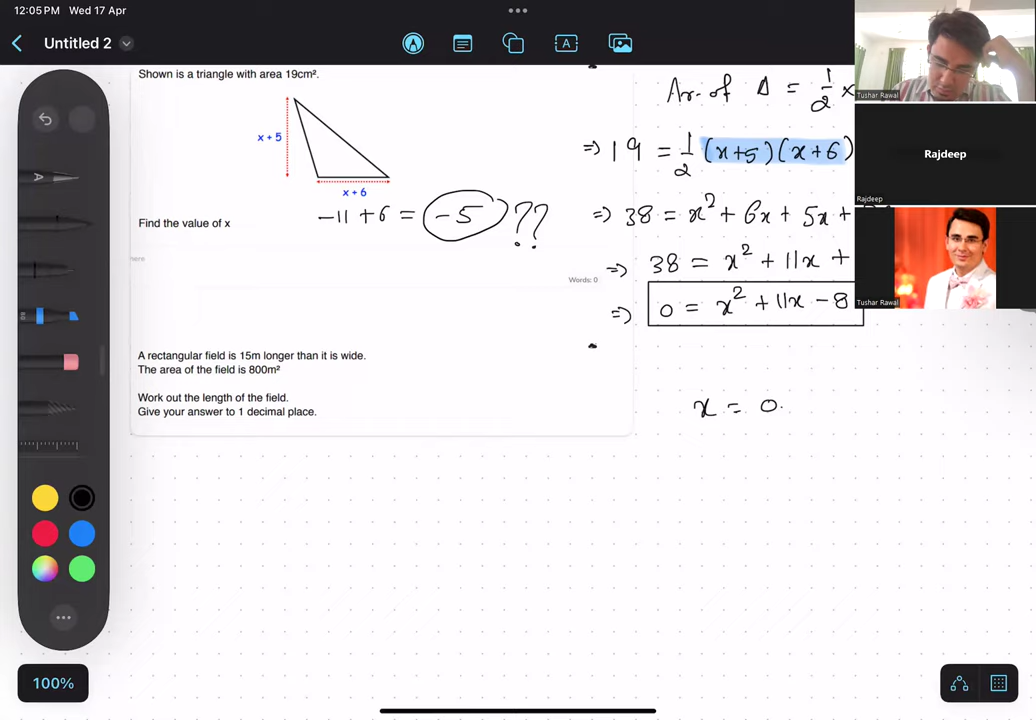 12:05 PM Wed 17 Apr
Untitled 2
Shown is a triangle with area 19cm².
x + 5
x + 6
-11 + 6 = -5 ??
Find the value of x
here
Words: 0
A rectangular field is 15m longer than it is wide.
The area of the field is 800m²
Work out the length of the field.
Give your answer to 1 decimal place.
Ar. of Δ = 1/2 x
=> 19 = 1/2 (x+5)(x+6)
=> 38 = x² + 6x + 5x +
=> 38 = x² + 11x +
=> 0 = x² + 11x - 8
x = 0.
Tushar Rawal
Rajdeep
Rajdeep
Tushar Rawal
100%